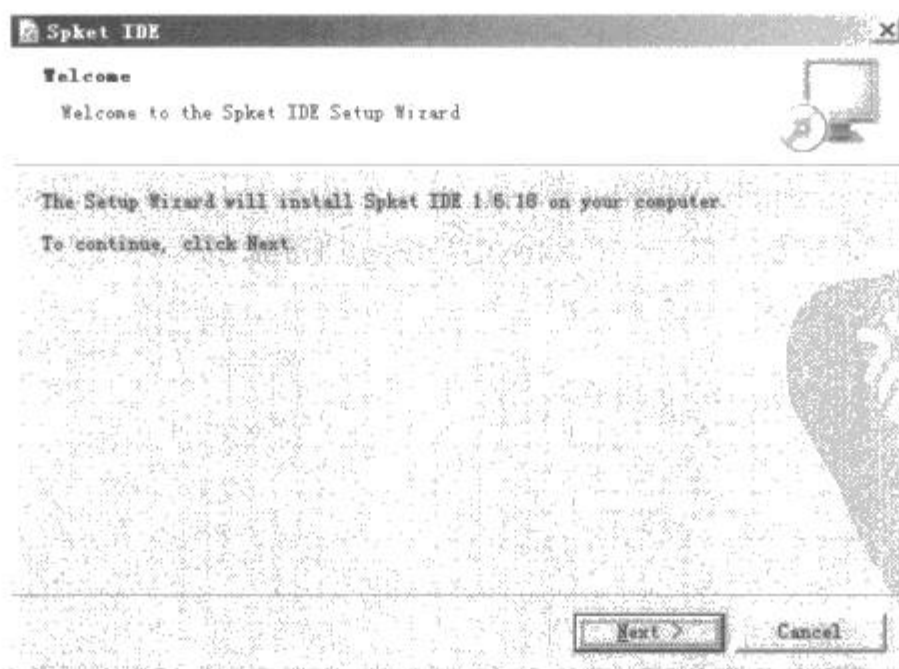 Spket IDE
Welcome
Welcome to the Spket IDE Setup Wizard
The Setup Wizard will install Spket IDE 1.6.16 on your computer.
To continue, click Next.
Next >
Cancel